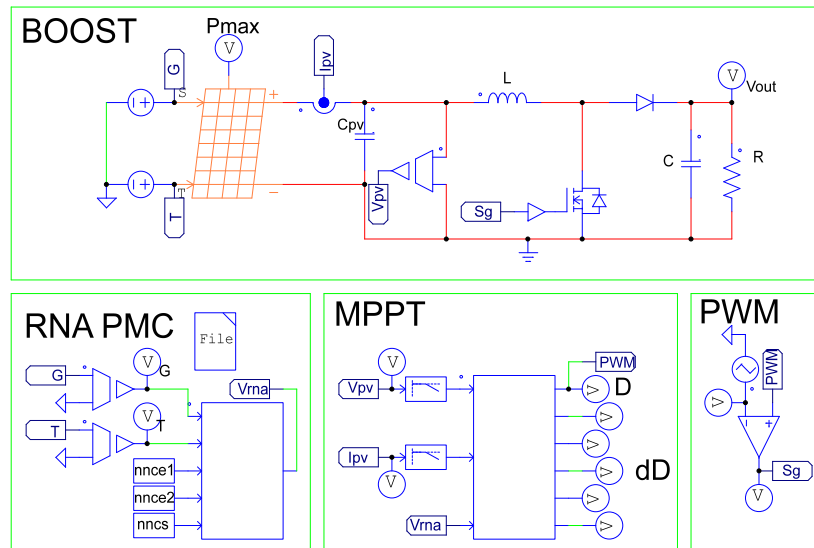 BOOST
Pmax
V
Ipv
G
S
+
L
V
Vout
Cpv
C
R
T
T
−
Vpv
Sg
RNA PMC
File
V
G
G
Vrna
V
T
T
nnce1
nnce2
nncs
MPPT
V
PWM
Vpv
V
D
V
V
Ipv
V
dD
V
V
Vrna
V
PWM
PWM
V
−
+
Sg
V